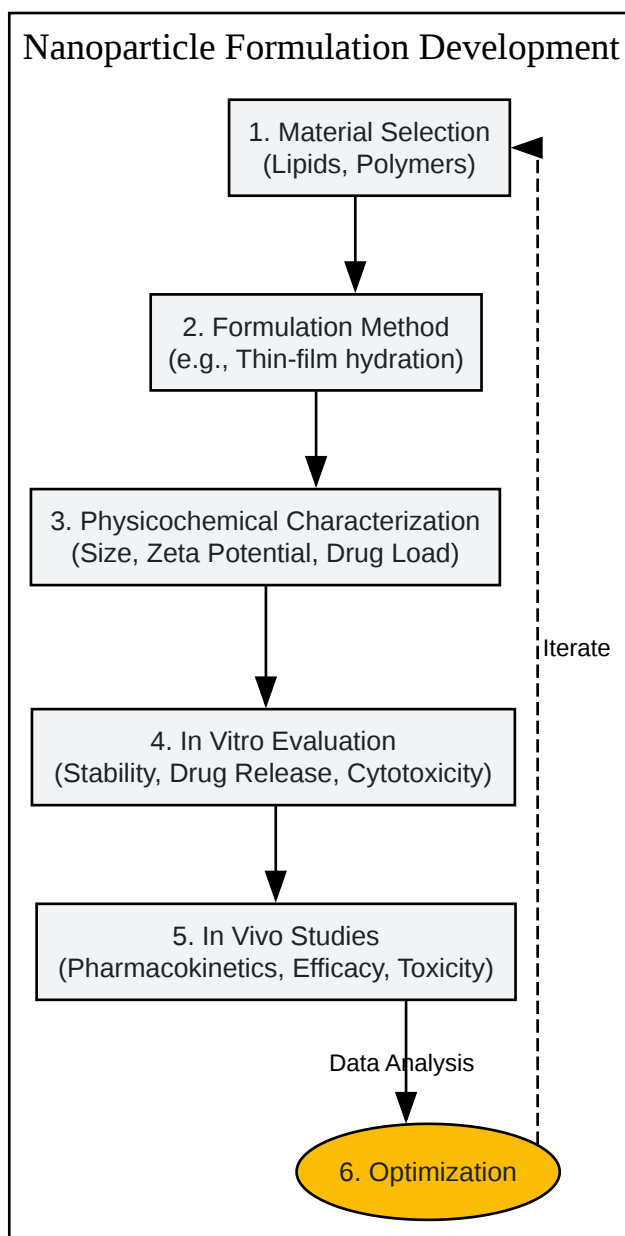 Nanoparticle Formulation Development
1. Material Selection
(Lipids, Polymers)
2. Formulation Method
(e.g., Thin-film hydration)
3. Physicochemical Characterization
(Size, Zeta Potential, Drug Load)
Iterate
4. In Vitro Evaluation
(Stability, Drug Release, Cytotoxicity)
5. In Vivo Studies
(Pharmacokinetics, Efficacy, Toxicity)
Data Analysis
6. Optimization